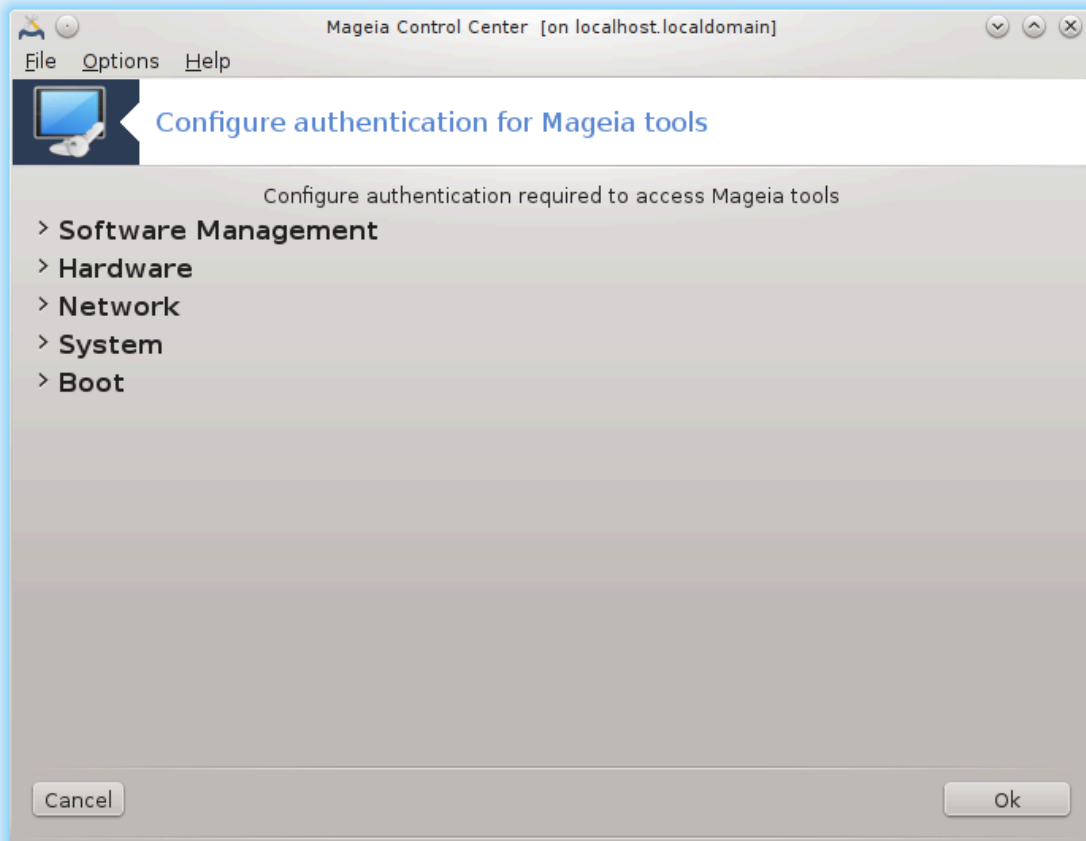 Mageia Control Center [on localhost.localdomain]
File Options Help
Configure authentication for Mageia tools
Configure authentication required to access Mageia tools
> Software Management
> Hardware
> Network
> System
> Boot
Cancel Ok